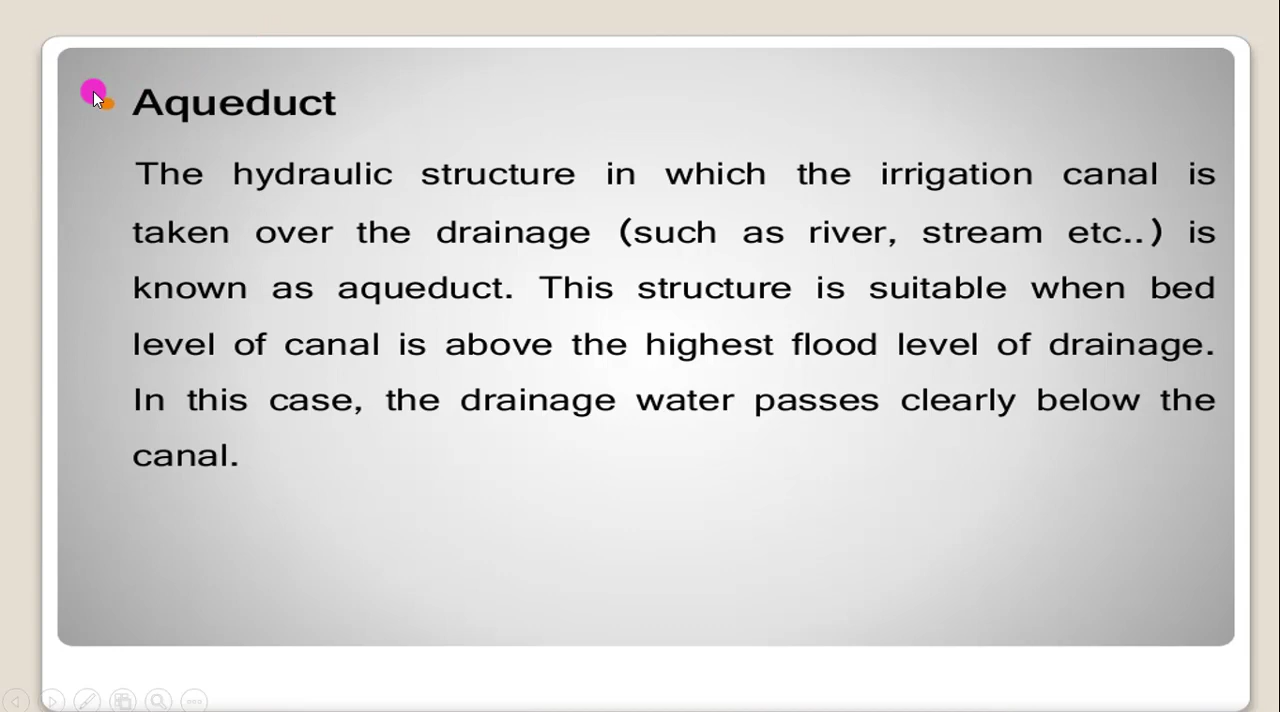 Aqueduct
The hydraulic structure in which the irrigation canal is
taken over the drainage (such as river, stream etc..) is
known as aqueduct. This structure is suitable when bed
level of canal is above the highest flood level of drainage.
In this case, the drainage water passes clearly below the
canal.